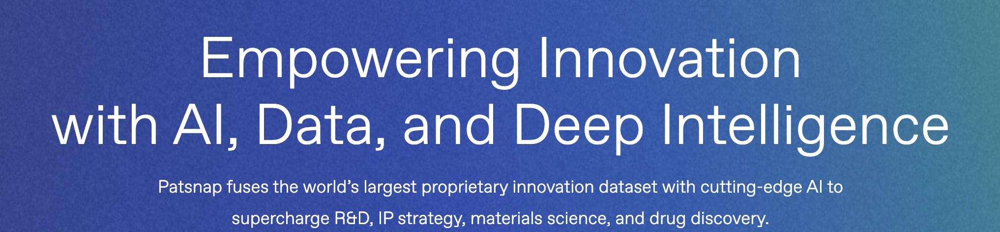 Empowering Innovation
with AI, Data, and Deep Intelligence
Patsnap fuses the world’s largest proprietary innovation dataset with cutting-edge AI to
supercharge R&D, IP strategy, materials science, and drug discovery.